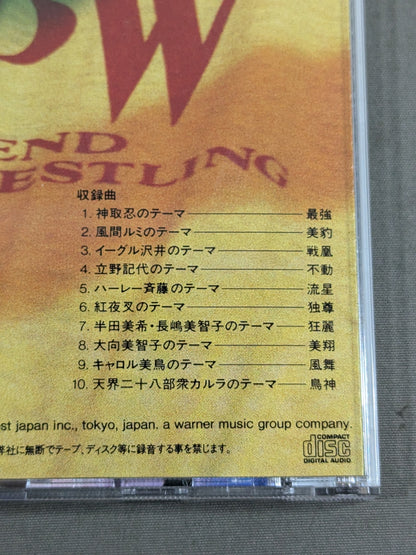 OW
END
ESTLING
収録曲
1. 神取忍のテーマ 最強
2. 風間ルミのテーマ 美豹
3. イーグル沢井のテーマ 戦凰
4. 立野記代のテーマ 不動
5. ハーレー斉藤のテーマ 流星
6. 紅夜叉のテーマ 独尊
7. 半田美希・長嶋美智子のテーマ 狂麗
8. 大向美智子のテーマ 美翔
9. キャロル美鳥のテーマ 風舞
10. 天界二十八部衆カルラのテーマ 鳥神
st japan inc., tokyo, japan. a warner music group company.
弊社に無断でテープ、ディスク等に録音する事を禁じます。
COMPACT
disc
DIGITAL AUDIO